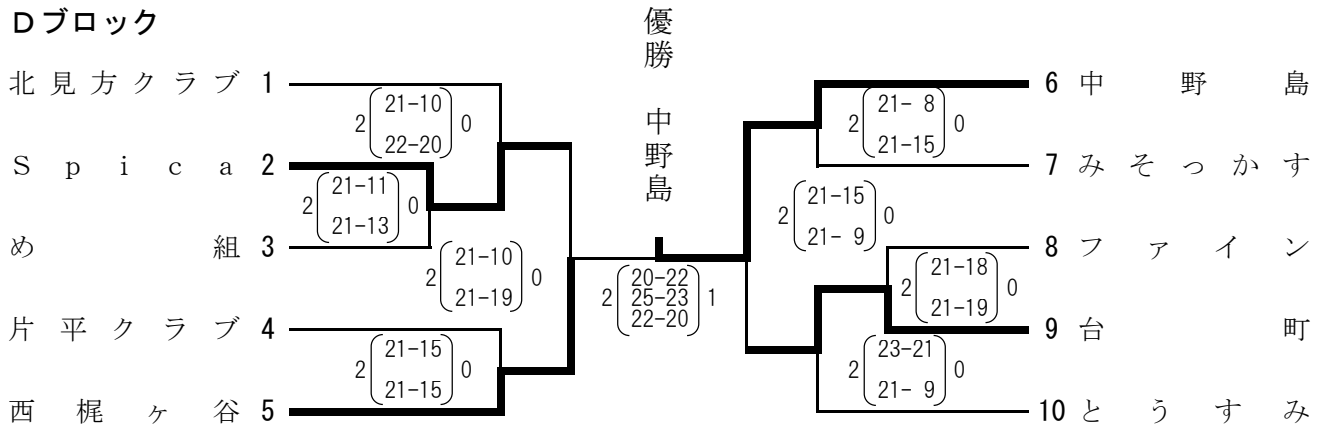 Dブロック
優勝 中野島
北見方クラブ 1
2 21-10 0
22-20
Spica 2
2 21-11 0
21-13
め組 3
2 21-10 0
21-19
片平クラブ 4
2 21-15 0
21-15
西梶ヶ谷 5
2 20-22 1
25-23
22-20
6 中野島
2 21- 8 0
21-15
7 みそっかす
2 21-15 0
21- 9
8 ファイン
2 21-18 0
21-19
9 台町
2 23-21 0
21- 9
10 とうすみ